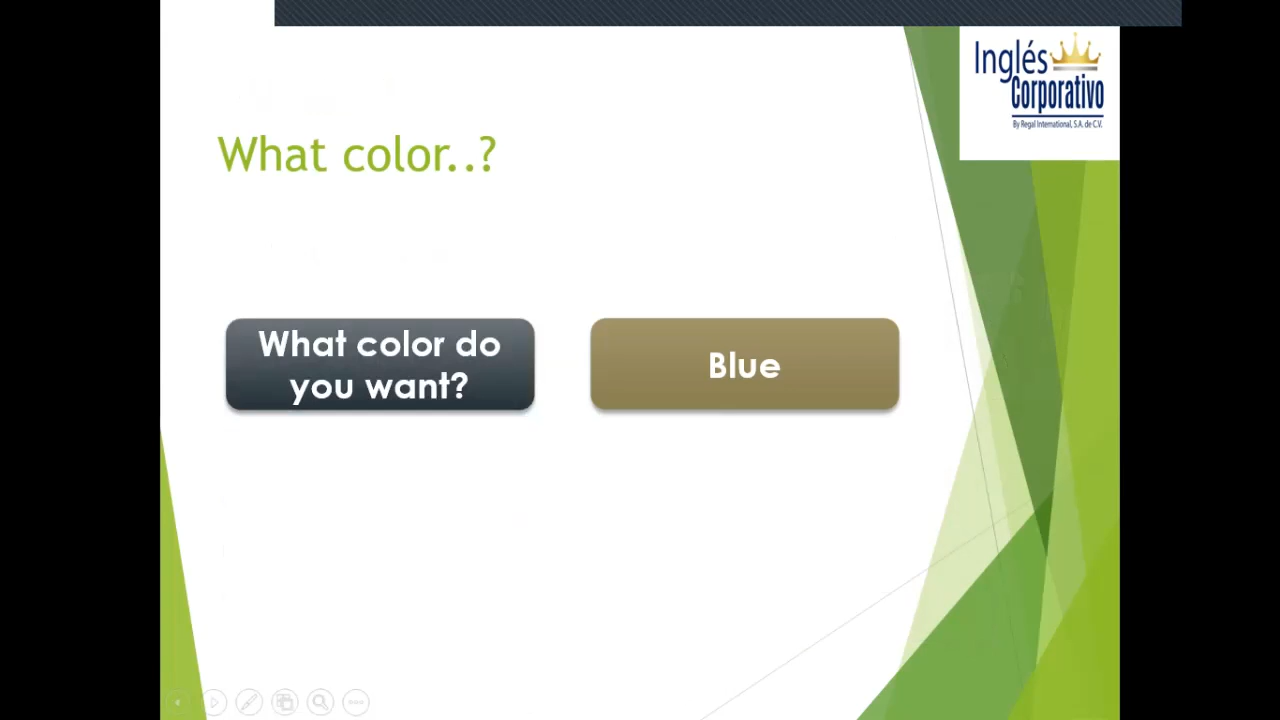 Inglés
Corporativo
By Regal International, S.A. de C.V.
What color..?
What color do
you want?
Blue